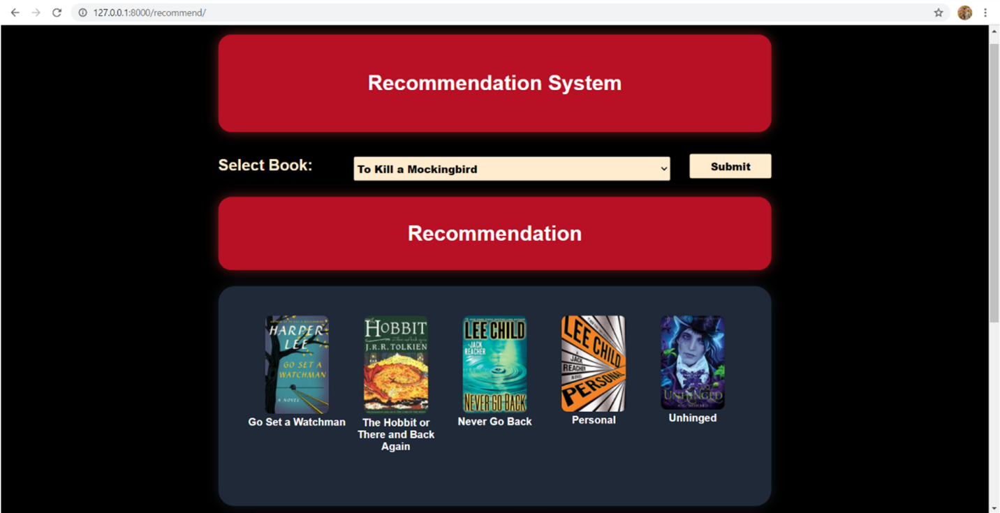 127.0.0.1:8000/recommend/
Recommendation System
Select Book:
To Kill a Mockingbird
Submit
Recommendation
HARPER
LEE
GO SET A
WATCHMAN
A NOVEL
HOBBIT
J.R.R. TOLKIEN
LEE CHILD
JACK
REACHER
NEVER GO BACK
LEE CHILD
A
JACK
REACHER
NOVEL
PERSONAL
UNHINGED
A.G. HOWARD
Go Set a Watchman
The Hobbit or
There and Back
Again
Never Go Back
Personal
Unhinged